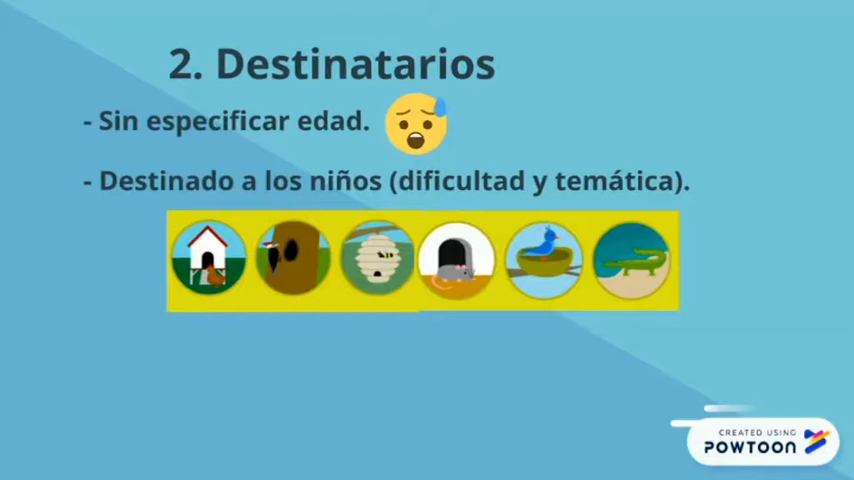 2. Destinatarios
- Sin especificar edad.
- Destinado a los niños (dificultad y temática).
CREATED USING
POWTOON